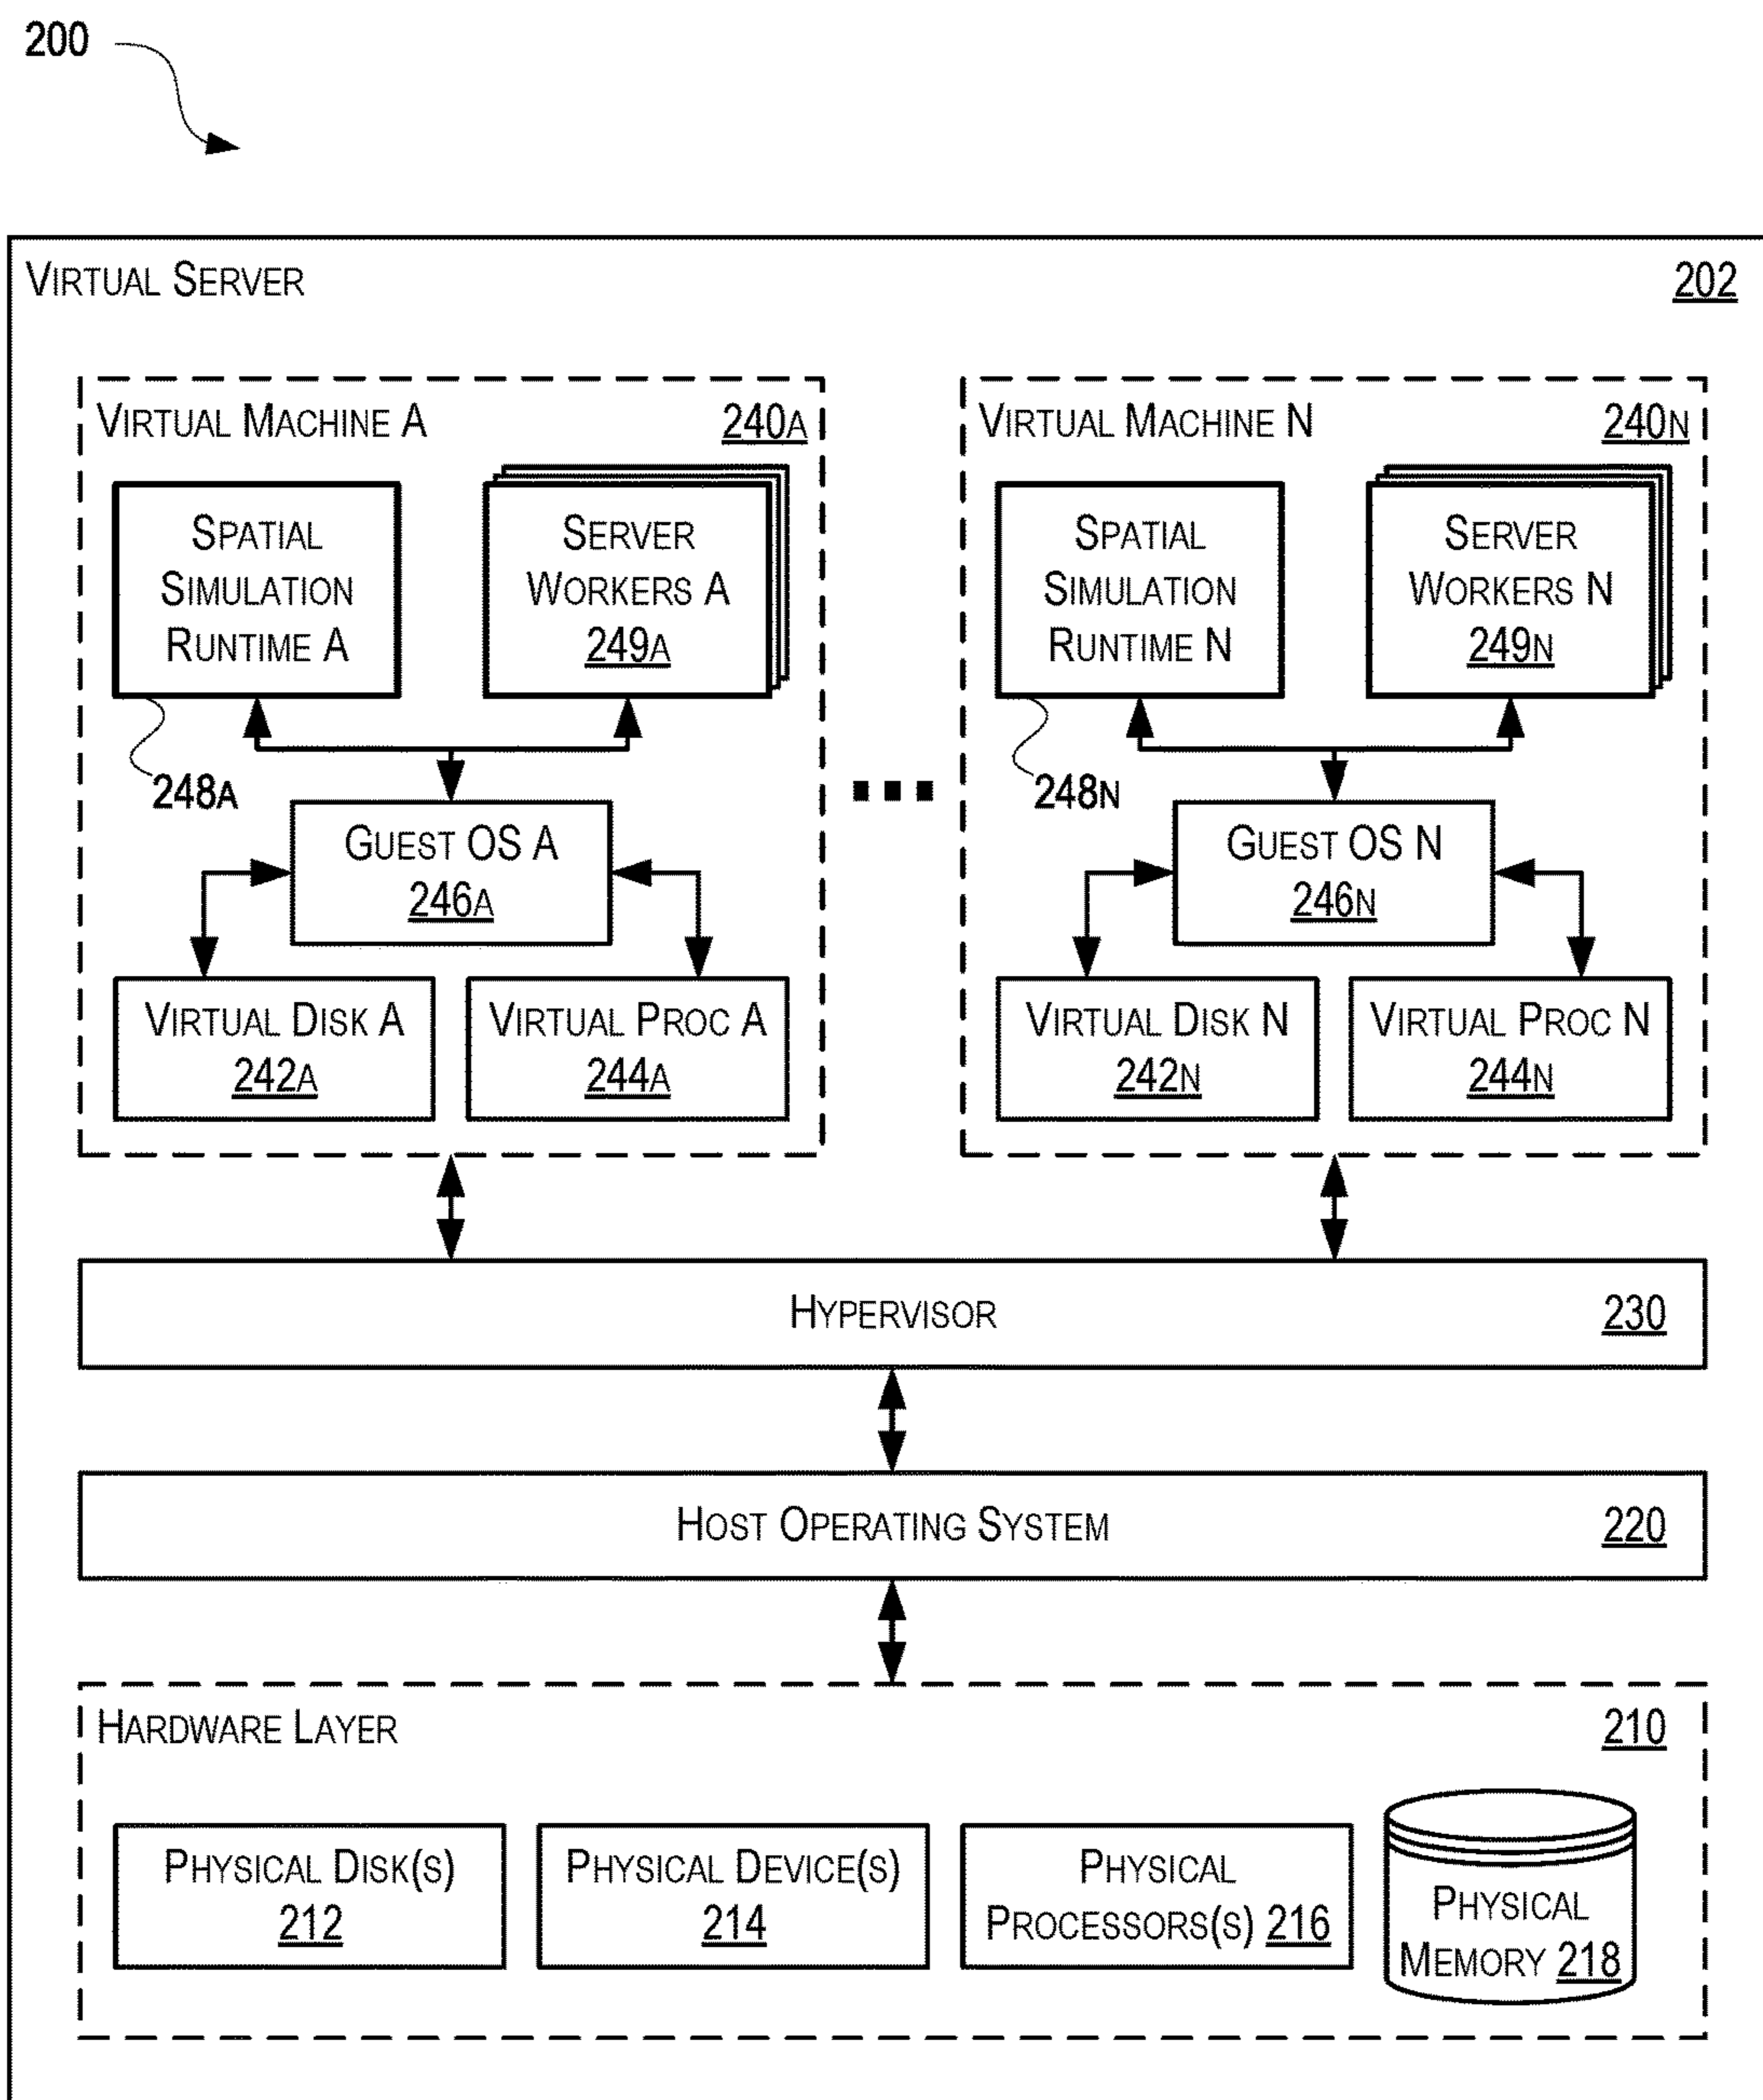 200
VIRTUAL SERVER 202
VIRTUAL MACHINE A 240A
SPATIAL
SIMULATION
RUNTIME A
248A
SERVER
WORKERS A
249A
GUEST OS A
246A
VIRTUAL DISK A
242A
VIRTUAL PROC A
244A
VIRTUAL MACHINE N 240N
SPATIAL
SIMULATION
RUNTIME N
248N
SERVER
WORKERS N
249N
GUEST OS N
246N
VIRTUAL DISK N
242N
VIRTUAL PROC N
244N
HYPERVISOR 230
HOST OPERATING SYSTEM 220
HARDWARE LAYER 210
PHYSICAL DISK(S)
212
PHYSICAL DEVICE(S)
214
PHYSICAL
PROCESSORS(S) 216
PHYSICAL
MEMORY 218